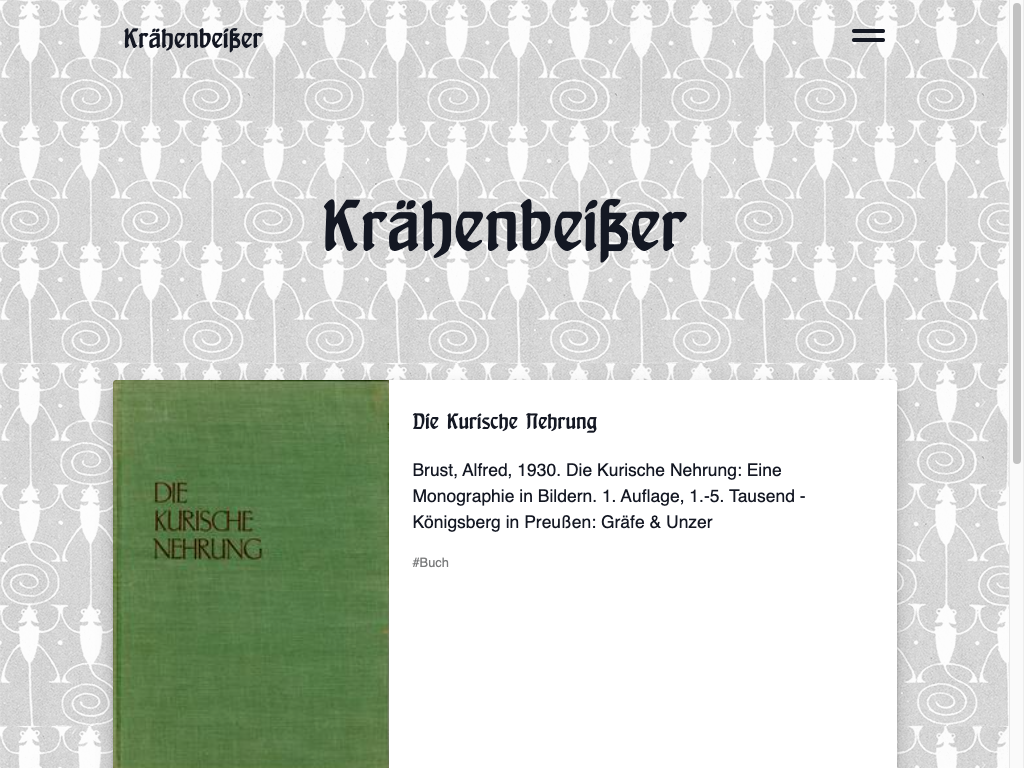 Krähenbeißer
Krähenbeißer
DIE
KURISCHE
NEHRUNG
Die Kurische Nehrung
Brust, Alfred, 1930. Die Kurische Nehrung: Eine
Monographie in Bildern. 1. Auflage, 1.-5. Tausend -
Königsberg in Preußen: Gräfe & Unzer
#Buch